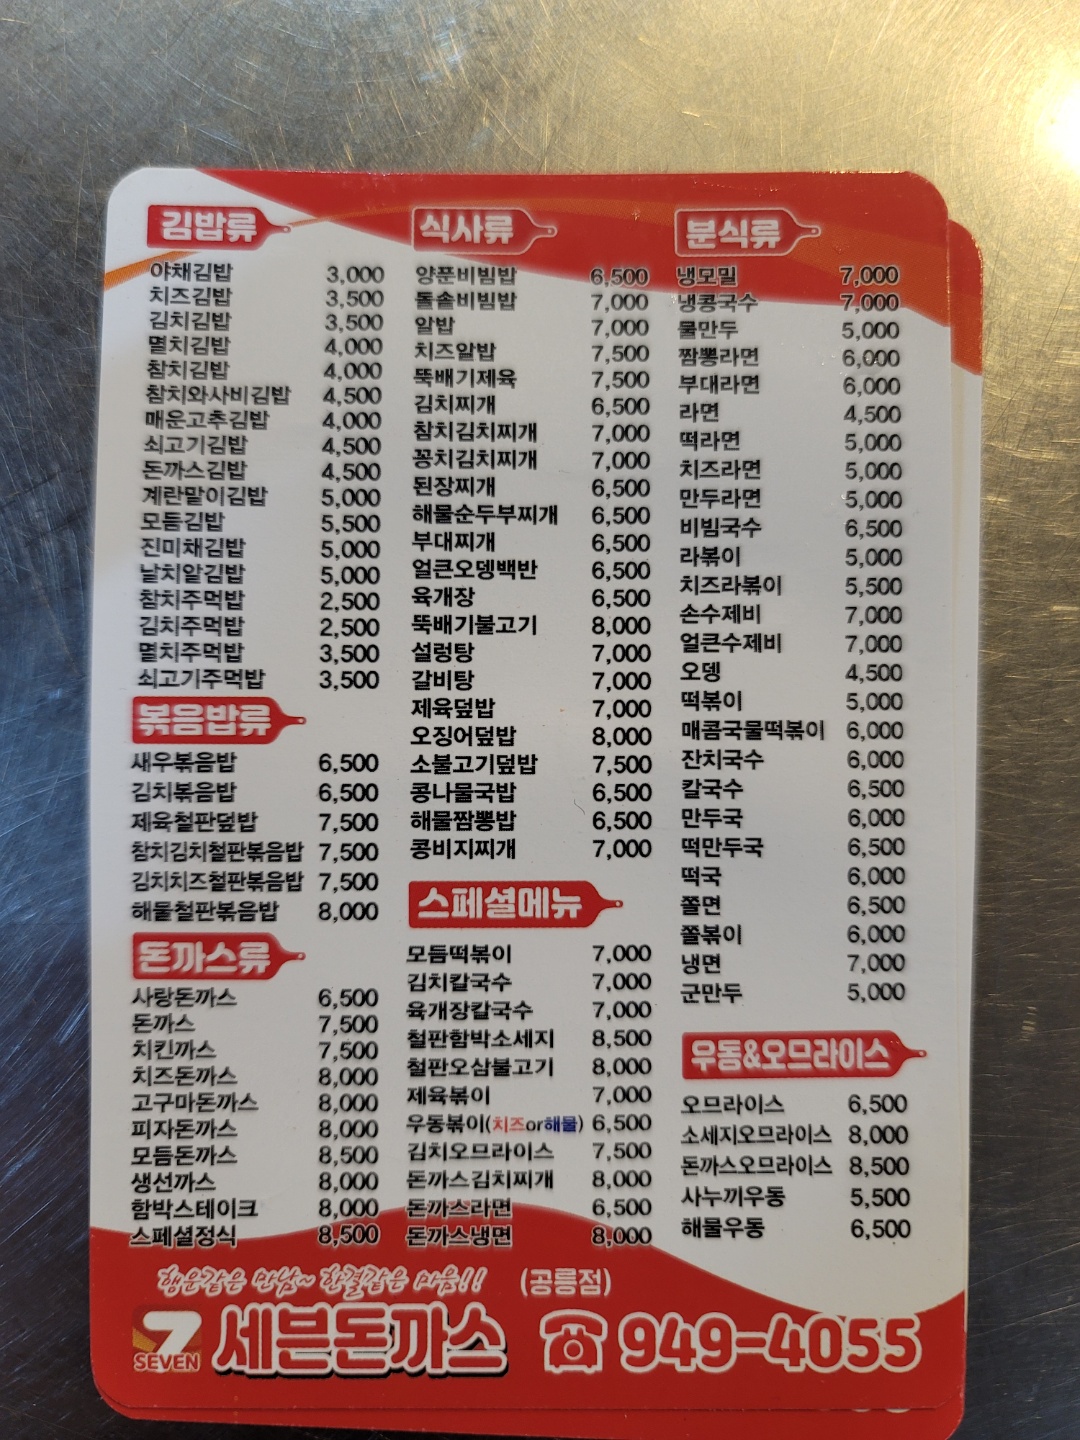 김밥류
야채김밥 3,000
치즈김밥 3,500
김치김밥 3,500
멸치김밥 4,000
참치김밥 4,000
참치와사비김밥 4,500
매운고추김밥 4,000
쇠고기김밥 4,500
돈까스김밥 4,500
계란말이김밥 5,000
모듬김밥 5,500
진미채김밥 5,000
날치알김밥 5,000
참치주먹밥 2,500
김치주먹밥 2,500
멸치주먹밥 3,500
쇠고기주먹밥 3,500
볶음밥류
새우볶음밥 6,500
김치볶음밥 6,500
제육철판덮밥 7,500
참치김치철판볶음밥 7,500
김치치즈철판볶음밥 7,500
해물철판볶음밥 8,000
돈까스류
사랑돈까스 6,500
돈까스 7,500
치킨까스 7,500
치즈돈까스 8,000
고구마돈까스 8,000
피자돈까스 8,000
모듬돈까스 8,500
생선까스 8,000
함박스테이크 8,000
스페셜정식 8,500
식사류
양푼비빔밥 6,500
돌솥비빔밥 7,000
알밥 7,000
치즈알밥 7,500
뚝배기제육 7,500
김치찌개 6,500
참치김치찌개 7,000
꽁치김치찌개 7,000
된장찌개 6,500
해물순두부찌개 6,500
부대찌개 6,500
얼큰오뎅백반 6,500
육개장 6,500
뚝배기불고기 8,000
설렁탕 7,000
갈비탕 7,000
제육덮밥 7,000
오징어덮밥 8,000
소불고기덮밥 7,500
콩나물국밥 6,500
해물짬뽕밥 6,500
콩비지찌개 7,000
스페셜메뉴
모듬떡볶이 7,000
김치칼국수 7,000
육개장칼국수 7,000
철판함박소세지 8,500
철판오삼불고기 8,000
제육볶이 7,000
우동볶이(치즈or해물) 6,500
김치오므라이스 7,500
돈까스김치찌개 8,000
돈까스라면 6,500
돈까스냉면 8,000
분식류
냉모밀 7,000
냉콩국수 7,000
물만두 5,000
짬뽕라면 6,000
부대라면 6,000
라면 4,500
떡라면 5,000
치즈라면 5,000
만두라면 5,000
비빔국수 6,500
라볶이 5,000
치즈라볶이 5,500
손수제비 7,000
얼큰수제비 7,000
오뎅 4,500
떡볶이 5,000
매콤국물떡볶이 6,000
잔치국수 6,000
칼국수 6,500
만두국 6,000
떡만두국 6,500
떡국 6,000
쫄면 6,500
쫄볶이 6,000
냉면 7,000
군만두 5,000
우동&오므라이스
오므라이스 6,500
소세지오므라이스 8,000
돈까스오므라이스 8,500
사누끼우동 5,500
해물우동 6,500
행운같은 만남~ 한결같은 마음!! (공릉점)
7 SEVEN 세븐돈까스 ☎ 949-4055